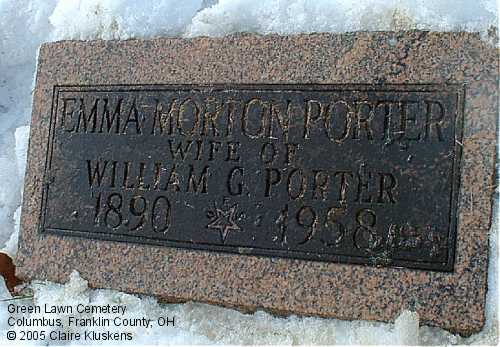 EMMA MORTON PORTER
WIFE OF
WILLIAM G. PORTER
1890 1958
Green Lawn Cemetery
Columbus, Franklin County, OH
© 2005 Claire Kluskens